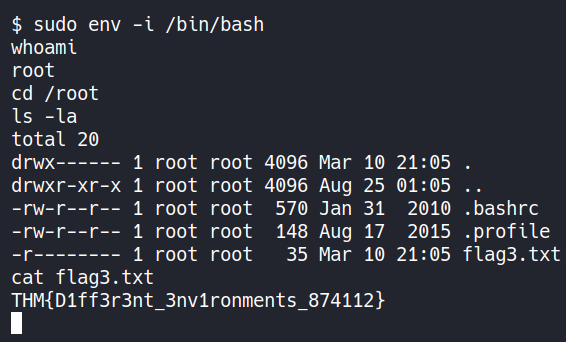 $ sudo env -i /bin/bash
whoami
root
cd /root
ls -la
total 20
drwx------ 1 root root 4096 Mar 10 21:05 .
drwxr-xr-x 1 root root 4096 Aug 25 01:05 ..
-rw-r--r-- 1 root root  570 Jan 31  2010 .bashrc
-rw-r--r-- 1 root root  148 Aug 17  2015 .profile
-r-------- 1 root root   35 Mar 10 21:05 flag3.txt
cat flag3.txt
THM{D1ff3r3nt_3nv1ronments_874112}